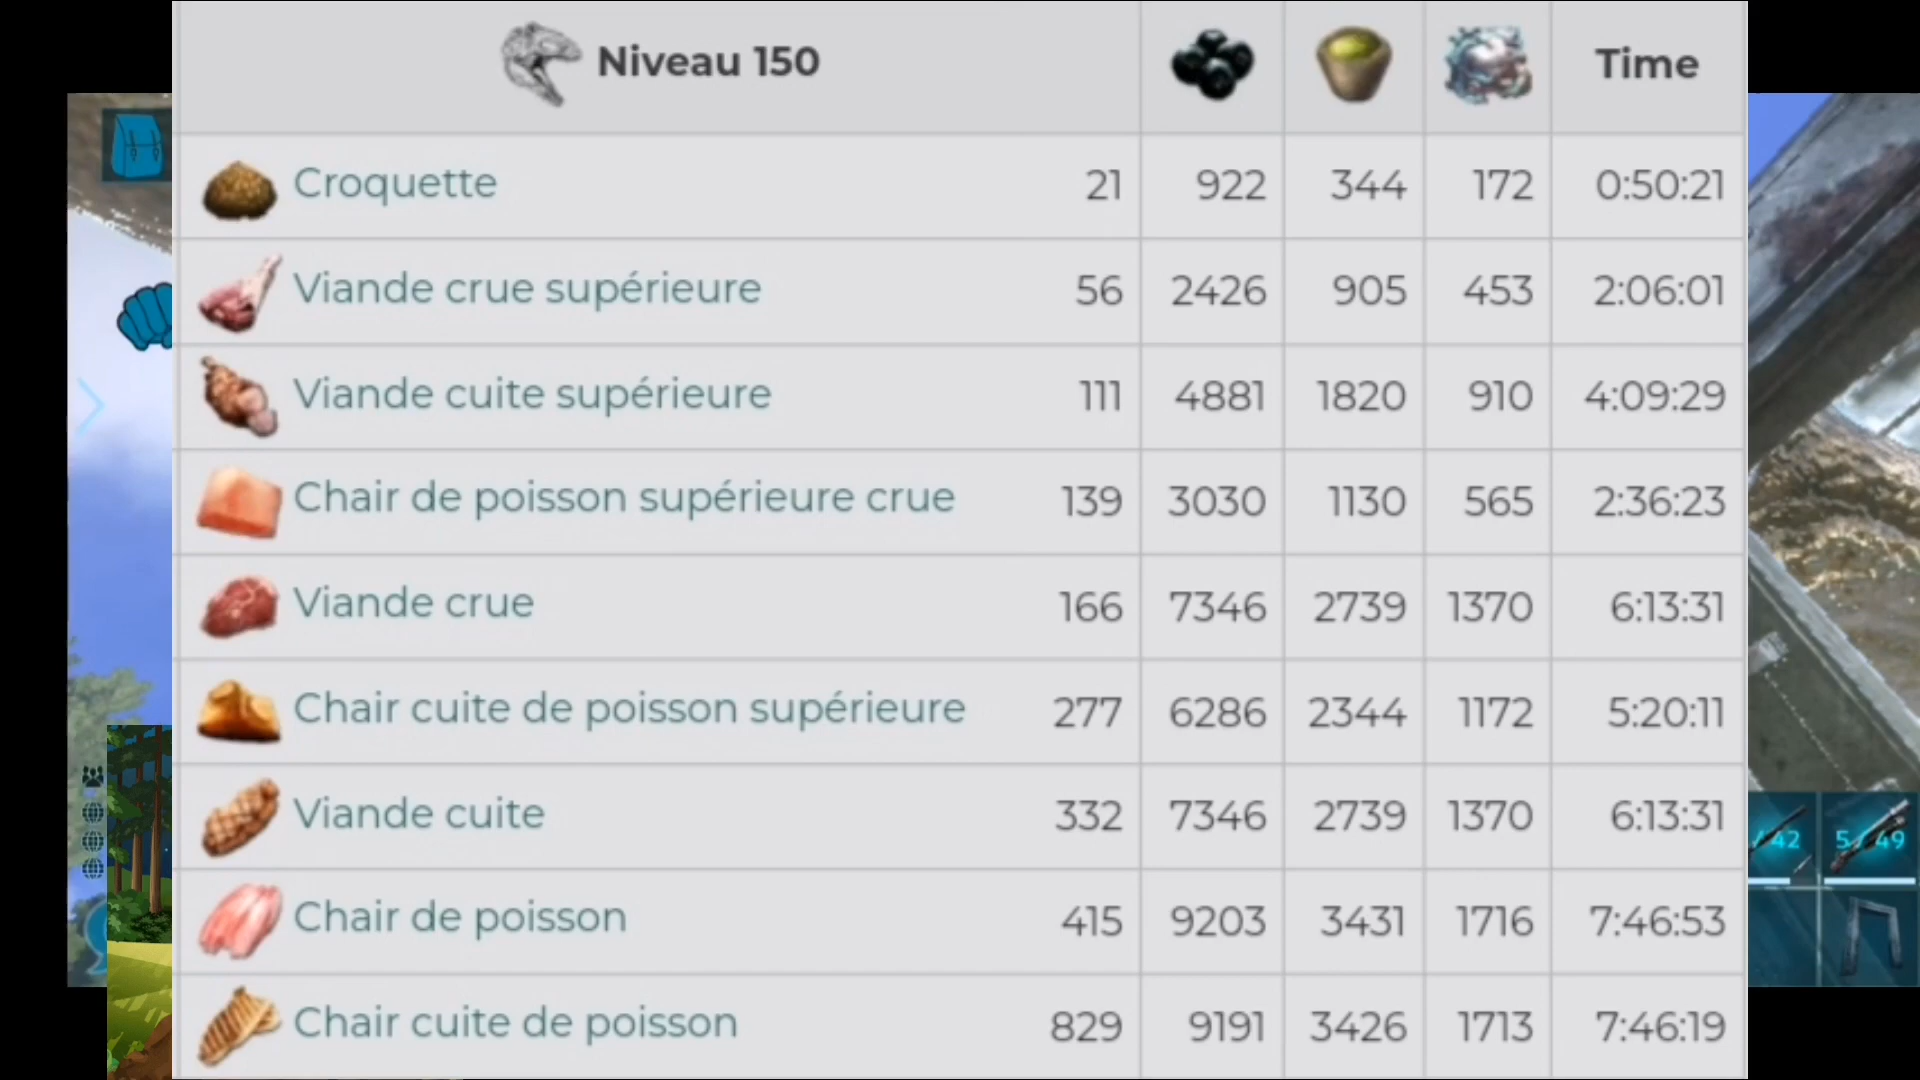 Niveau 150 Time
Croquette 21 922 344 172 0:50:21
Viande crue supérieure 56 2426 905 453 2:06:01
Viande cuite supérieure 111 4881 1820 910 4:09:29
Chair de poisson supérieure crue 139 3030 1130 565 2:36:23
Viande crue 166 7346 2739 1370 6:13:31
Chair cuite de poisson supérieure 277 6286 2344 1172 5:20:11
Viande cuite 332 7346 2739 1370 6:13:31
42 5/49
Chair de poisson 415 9203 3431 1716 7:46:53
Chair cuite de poisson 829 9191 3426 1713 7:46:19